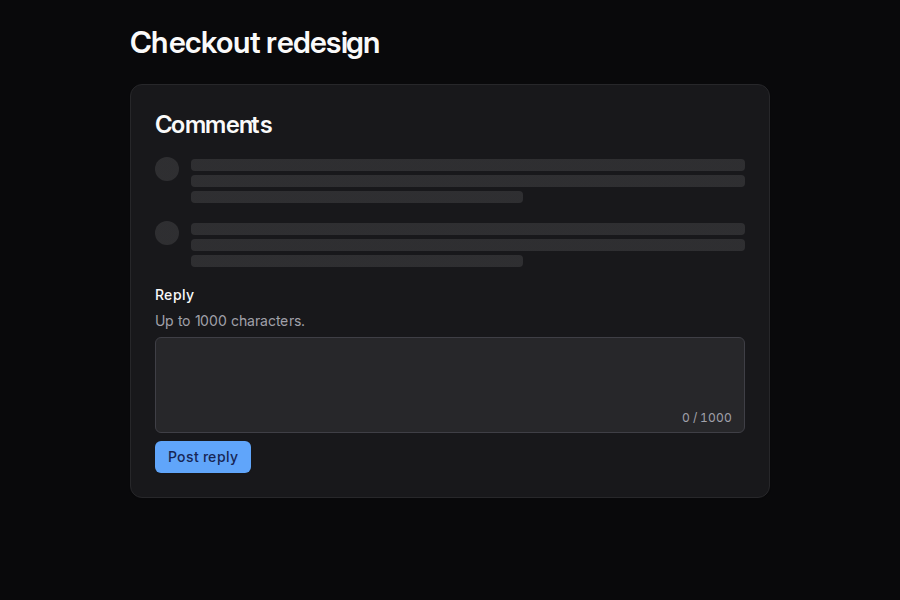 Checkout redesign
Comments
Reply
Up to 1000 characters.
0 / 1000
Post reply